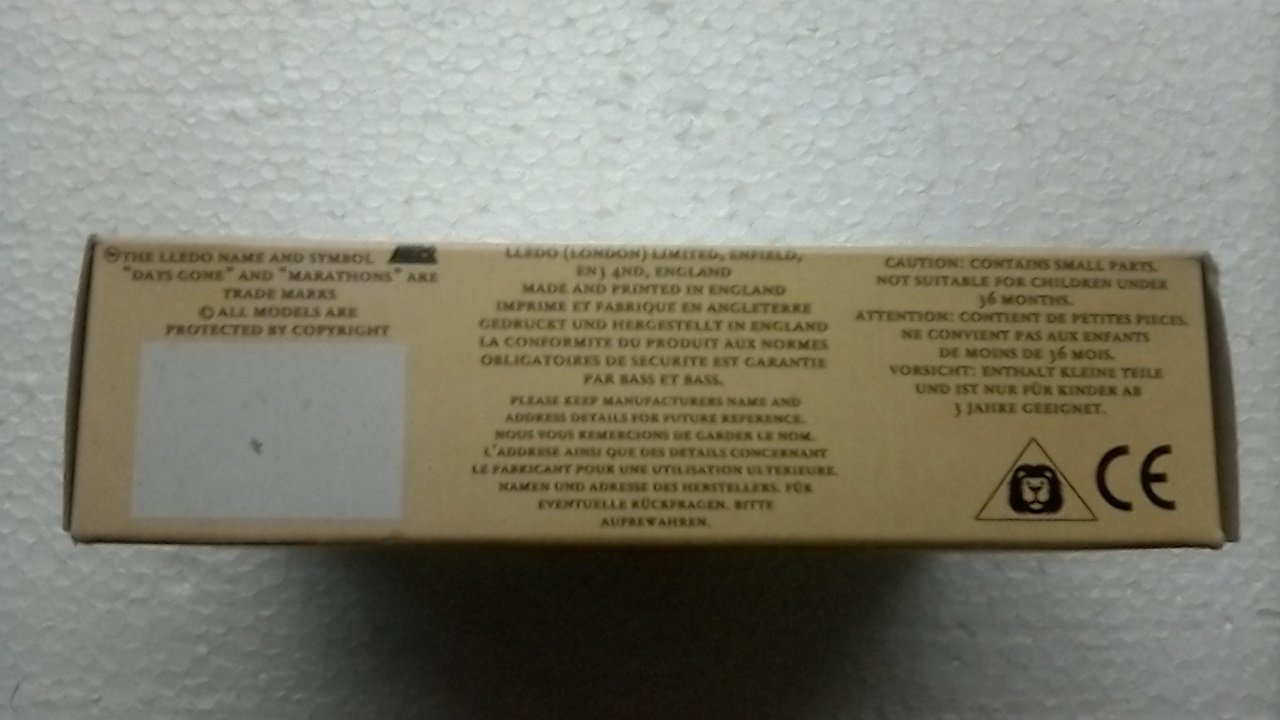 THE LLEDO NAME AND SYMBOL
"DAYS GONE" AND "MARATHONS" ARE
TRADE MARKS
© ALL MODELS ARE
PROTECTED BY COPYRIGHT
LLEDO (LONDON) LIMITED, ENFIELD,
EN3 4ND, ENGLAND
MADE AND PRINTED IN ENGLAND
IMPRIME ET FABRIQUE EN ANGLETERRE
GEDRUCKT UND HERGESTELLT IN ENGLAND
LA CONFORMITE DU PRODUIT AUX NORMES
OBLIGATOIRES DE SECURITE EST GARANTIE
PAR BASS ET BASS.
PLEASE KEEP MANUFACTURERS NAME AND
ADDRESS DETAILS FOR FUTURE REFERENCE.
NOUS VOUS REMERCIONS DE GARDER LE NOM.
L'ADDRESE AINSI QUE DES DETAILS CONCERNANT
LE FABRICANT POUR UNE UTILISATION ULTERIEURE.
NAMEN UND ADRESSE DES HERSTELLERS. FÜR
EVENTUELLE RÜCKFRAGEN. BITTE
AUFBEWAHREN.
CAUTION: CONTAINS SMALL PARTS.
NOT SUITABLE FOR CHILDREN UNDER
36 MONTHS.
ATTENTION: CONTIENT DE PETITES PIECES.
NE CONVIENT PAS AUX ENFANTS
DE MOINS DE 36 MOIS.
VORSICHT: ENTHALT KLEINE TEILE
UND IST NUR FÜR KINDER AB
3 JAHRE GEEIGNET.
CE